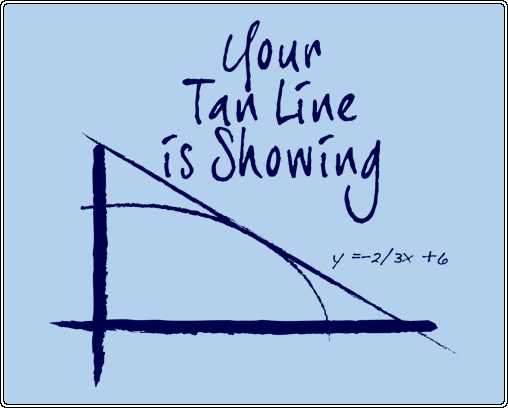 Your
Tan Line
is Showing
y = -2/3x + 6